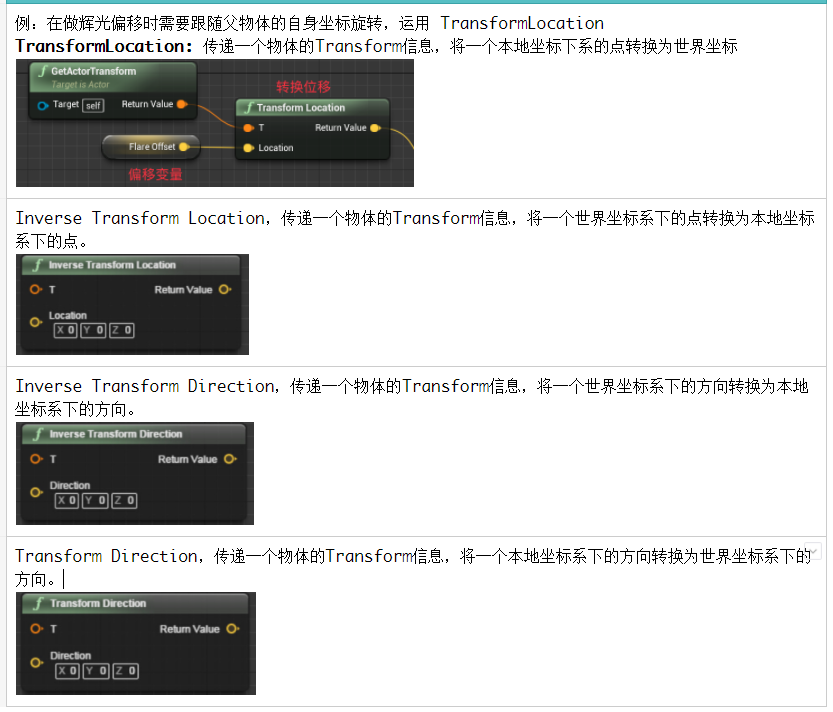 例：在做辉光偏移时需要跟随父物体的自身坐标旋转，运用 TransformLocation
TransformLocation: 传递一个物体的Transform信息，将一个本地坐标下系的点转换为世界坐标
GetActorTransform
Target is Actor
Target self Return Value
转换位移
Transform Location
T Return Value
Flare Offset
Location
偏移变量
Inverse Transform Location，传递一个物体的Transform信息，将一个世界坐标系下的点转换为本地坐标
系下的点。
Inverse Transform Location
T Return Value
Location
X 0 Y 0 Z 0
Inverse Transform Direction，传递一个物体的Transform信息，将一个世界坐标系下的方向转换为本地
坐标系下的方向。
Inverse Transform Direction
T Return Value
Direction
X 0 Y 0 Z 0
Transform Direction，传递一个物体的Transform信息，将一个本地坐标系下的方向转换为世界坐标系下的
方向。
Transform Direction
T Return Value
Direction
X 0 Y 0 Z 0